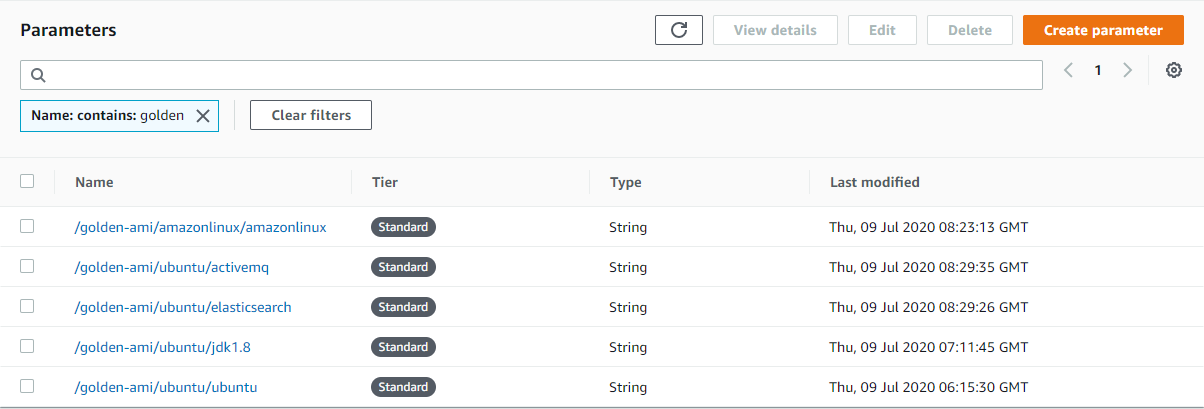 Parameters View details Edit Delete Create parameter
1
Name: contains: golden Clear filters
Name Tier Type Last modified
/golden-ami/amazonlinux/amazonlinux Standard String Thu, 09 Jul 2020 08:23:13 GMT
/golden-ami/ubuntu/activemq Standard String Thu, 09 Jul 2020 08:29:35 GMT
/golden-ami/ubuntu/elasticsearch Standard String Thu, 09 Jul 2020 08:29:26 GMT
/golden-ami/ubuntu/jdk1.8 Standard String Thu, 09 Jul 2020 07:11:45 GMT
/golden-ami/ubuntu/ubuntu Standard String Thu, 09 Jul 2020 06:15:30 GMT